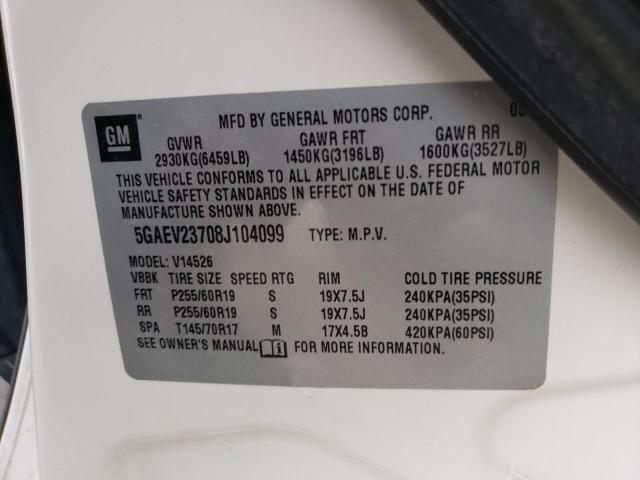 MFD BY GENERAL MOTORS CORP.
GM
GVWR GAWR FRT GAWR RR
2930KG(6459LB) 1450KG(3196LB) 1600KG(3527LB)
THIS VEHICLE CONFORMS TO ALL APPLICABLE U.S. FEDERAL MOTOR
VEHICLE SAFETY STANDARDS IN EFFECT ON THE DATE OF
MANUFACTURE SHOWN ABOVE.
5GAEV23708J104099 TYPE: M.P.V.
MODEL: V14526
VBBK TIRE SIZE SPEED RTG RIM COLD TIRE PRESSURE
FRT P255/60R19 S 19X7.5J 240KPA(35PSI)
RR P255/60R19 S 19X7.5J 240KPA(35PSI)
SPA T145/70R17 M 17X4.5B 420KPA(60PSI)
SEE OWNER'S MANUAL FOR MORE INFORMATION.